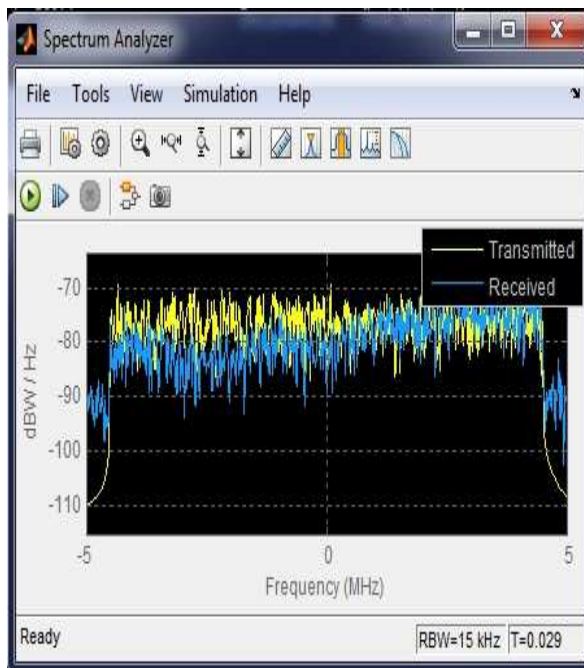 Spectrum Analyzer
File Tools View Simulation Help
Transmitted
Received
-70
-80
-90
-100
-110
dBW / Hz
-5 0 5
Frequency (MHz)
Ready RBW=15 kHz T=0.029